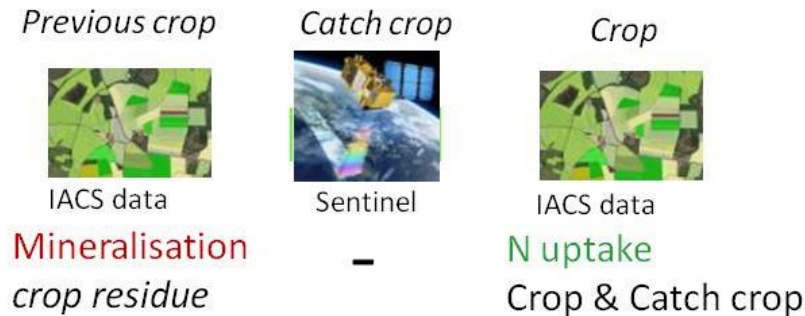 Previous crop
Catch crop
Crop
IACS data
Sentinel
IACS data
Mineralisation
-
N uptake
crop residue
Crop & Catch crop